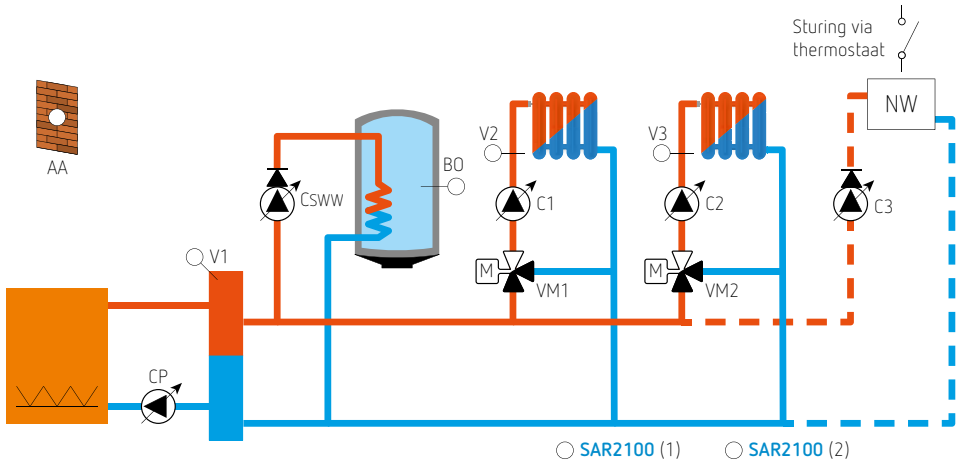 Sturing via
thermostaat
NW
AA
V2
V3
BO
CSWW
C1
C2
C3
V1
M
VM1
M
VM2
CP
SAR2100 (1)
SAR2100 (2)